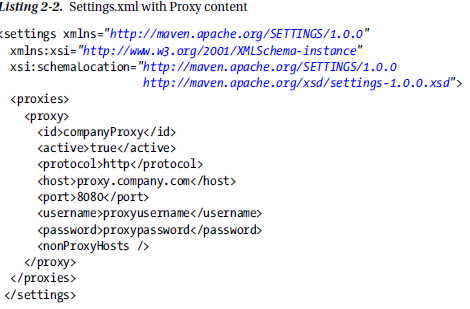 Listing 2-2. Settings.xml with Proxy content
<settings xmlns="http://maven.apache.org/SETTINGS/1.0.0"
xmlns:xsi="http://www.w3.org/2001/XMLSchema-instance"
xsi:schemaLocation="http://maven.apache.org/SETTINGS/1.0.0
http://maven.apache.org/xsd/settings-1.0.0.xsd">
<proxies>
<proxy>
<id>companyProxy</id>
<active>true</active>
<protocol>http</protocol>
<host>proxy.company.com</host>
<port>8080</port>
<username>proxyusername</username>
<password>proxypassword</password>
<nonProxyHosts />
</proxy>
</proxies>
</settings>